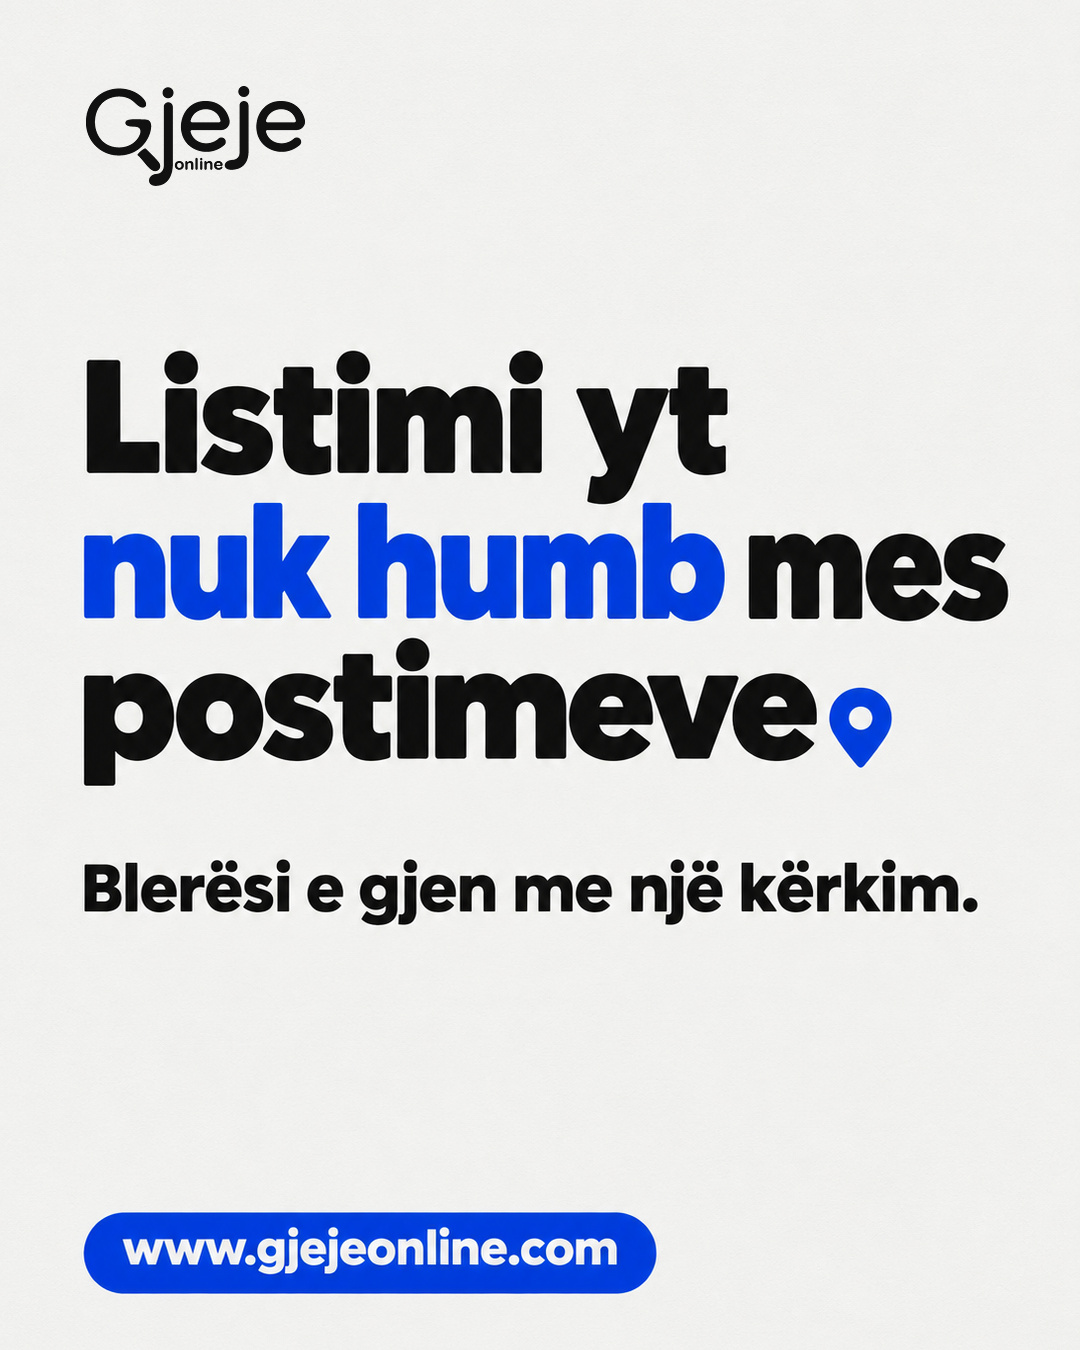 Gjeje
online
Listimi yt
nuk humb mes
postimeve
Blerësi e gjen me një kërkim.
www.gjejeonline.com